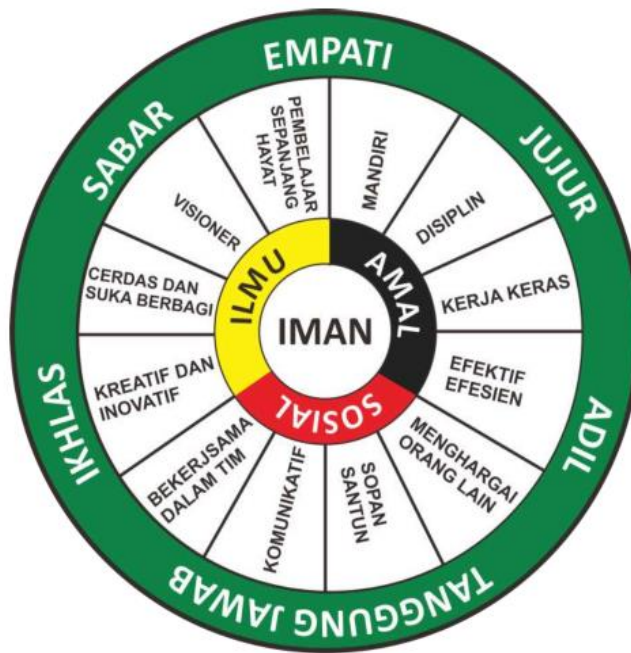 EMPATI
JUJUR
ADIL
TANGGUNG JAWAB
IKHLAS
SABAR
PEMBELAJAR
SEPANJANG
HAYAT
MANDIRI
DISIPLIN
KERJA KERAS
EFEKTIF
EFESIEN
MENGHARGAI
ORANG LAIN
SOPAN
SANTUN
KOMUNIKATIF
BEKERJSAMA
DALAM TIM
KREATIF DAN
INOVATIF
CERDAS DAN
SUKA BERBAGI
VISIONER
ILMU
AMAL
SOSIAL
IMAN